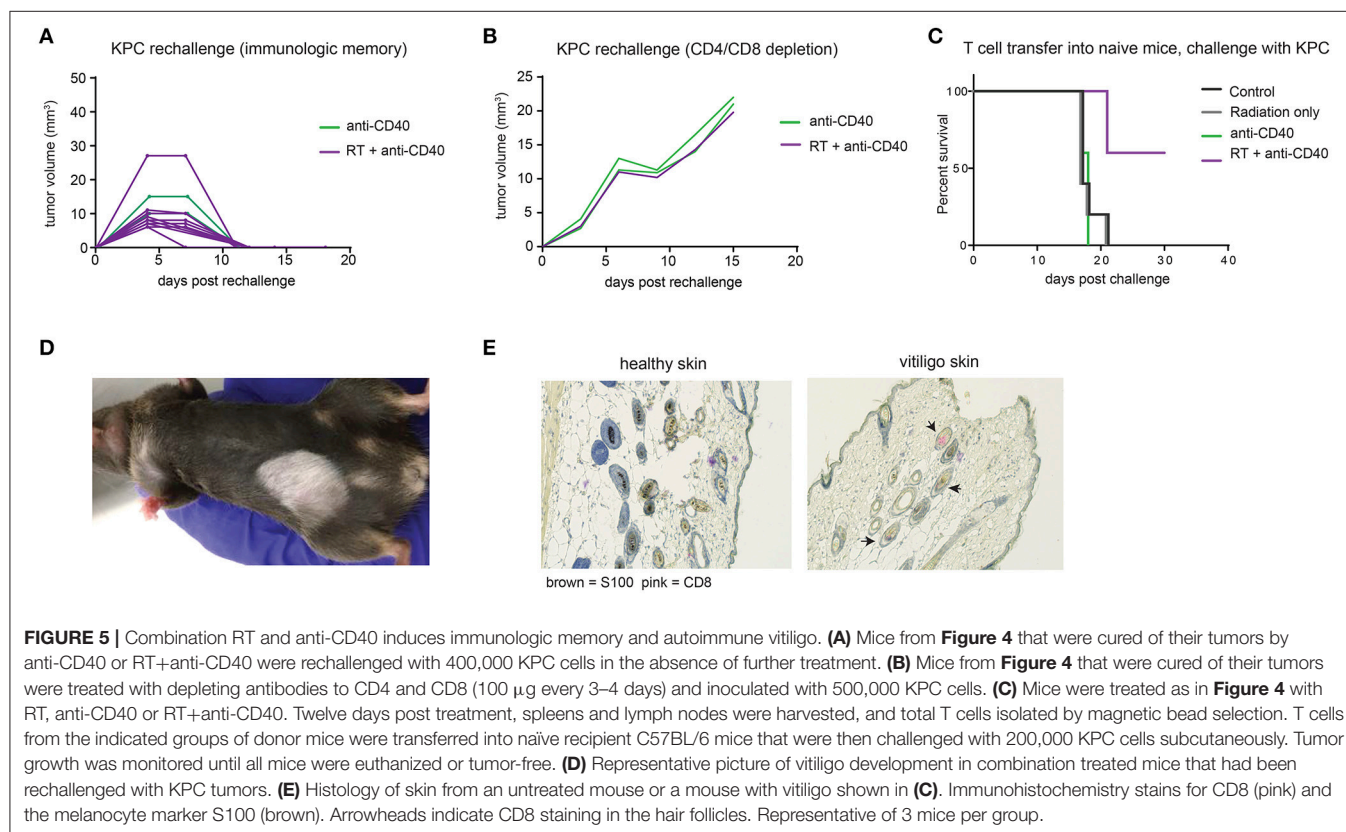 A
KPC rechallenge (immunologic memory)
tumor volume (mm³)
50
40
30
20
10
0
0 5 10 15 20
days post rechallenge
anti-CD40
RT + anti-CD40
B
KPC rechallenge (CD4/CD8 depletion)
tumor volume (mm³)
25
20
15
10
5
0
0 5 10 15 20
days post rechallenge
anti-CD40
RT + anti-CD40
C
T cell transfer into naive mice, challenge with KPC
Percent survival
100
50
0
0 10 20 30 40
days post challenge
Control
Radiation only
anti-CD40
RT + anti-CD40
D
E
healthy skin
vitiligo skin
brown = S100 pink = CD8
FIGURE 5 | Combination RT and anti-CD40 induces immunologic memory and autoimmune vitiligo. (A) Mice from Figure 4 that were cured of their tumors by
anti-CD40 or RT+anti-CD40 were rechallenged with 400,000 KPC cells in the absence of further treatment. (B) Mice from Figure 4 that were cured of their tumors
were treated with depleting antibodies to CD4 and CD8 (100 μg every 3–4 days) and inoculated with 500,000 KPC cells. (C) Mice were treated as in Figure 4 with
RT, anti-CD40 or RT+anti-CD40. Twelve days post treatment, spleens and lymph nodes were harvested, and total T cells isolated by magnetic bead selection. T cells
from the indicated groups of donor mice were transferred into naïve recipient C57BL/6 mice that were then challenged with 200,000 KPC cells subcutaneously. Tumor
growth was monitored until all mice were euthanized or tumor-free. (D) Representative picture of vitiligo development in combination treated mice that had been
rechallenged with KPC tumors. (E) Histology of skin from an untreated mouse or a mouse with vitiligo shown in (C). Immunohistochemistry stains for CD8 (pink) and
the melanocyte marker S100 (brown). Arrowheads indicate CD8 staining in the hair follicles. Representative of 3 mice per group.